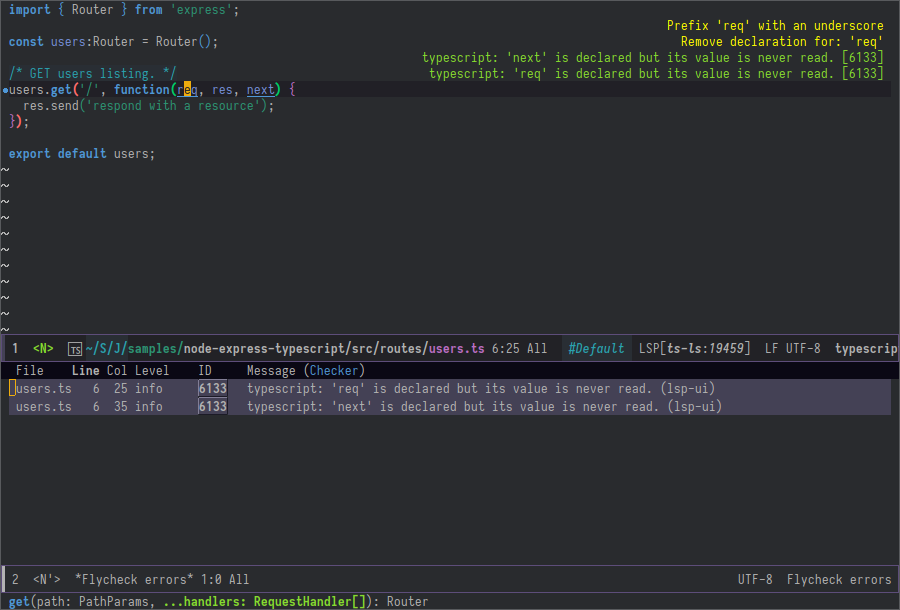 import { Router } from 'express';
Prefix 'req' with an underscore
const users:Router = Router();
Remove declaration for: 'req'
typescript: 'next' is declared but its value is never read. [6133]
/* GET users listing. */
typescript: 'req' is declared but its value is never read. [6133]
users.get('/', function(req, res, next) {
res.send('respond with a resource');
});
export default users;
~
~
~
~
~
~
~
~
~
~
~
1 <N> TS ~/S/J/samples/node-express-typescript/src/routes/users.ts 6:25 All #Default LSP[ts-ls:19459] LF UTF-8 typescrip
File Line Col Level ID Message (Checker)
users.ts 6 25 info 6133 typescript: 'req' is declared but its value is never read. (lsp-ui)
users.ts 6 35 info 6133 typescript: 'next' is declared but its value is never read. (lsp-ui)
2 <N'> *Flycheck errors* 1:0 All UTF-8 Flycheck errors
get(path: PathParams, ...handlers: RequestHandler[]): Router